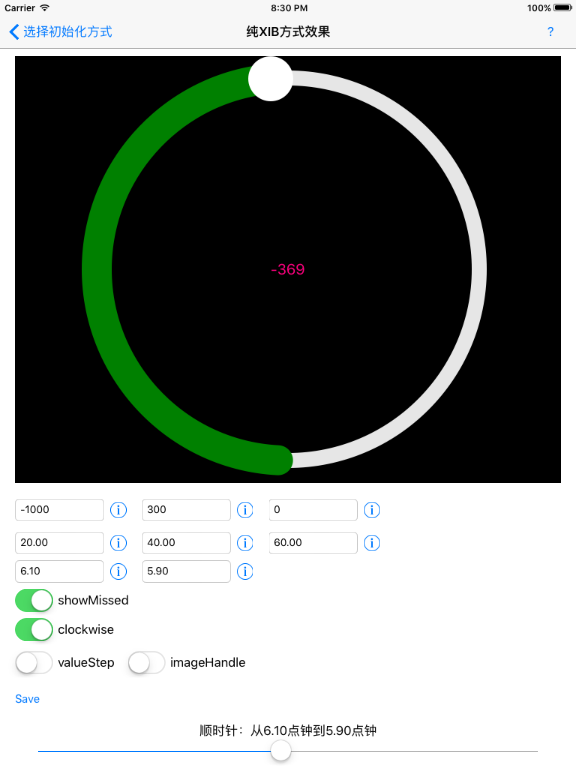 Carrier 8:30 PM 100%
选择初始化方式 纯XIB方式效果 ?
-369
-1000 300 0
20.00 40.00 60.00
6.10 5.90
showMissed
clockwise
valueStep imageHandle
Save
顺时针：从6.10点钟到5.90点钟